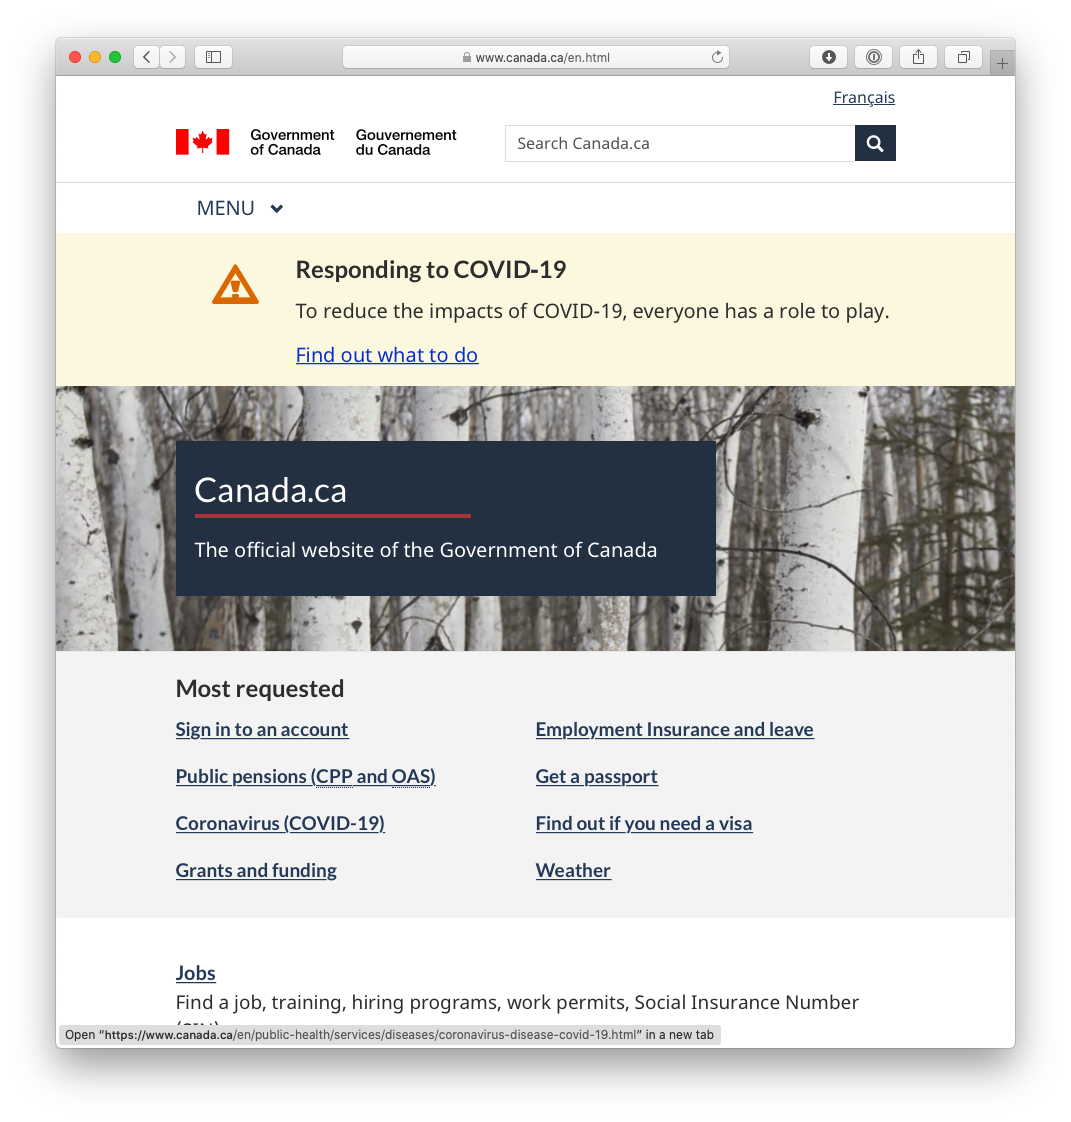 www.canada.ca/en.html
Français
Government
of Canada
Gouvernement
du Canada
Search Canada.ca
MENU
Responding to COVID-19
To reduce the impacts of COVID-19, everyone has a role to play.
Find out what to do
Canada.ca
The official website of the Government of Canada
Most requested
Sign in to an account
Employment Insurance and leave
Public pensions (CPP and OAS)
Get a passport
Coronavirus (COVID-19)
Find out if you need a visa
Grants and funding
Weather
Jobs
Find a job, training, hiring programs, work permits, Social Insurance Number
Open “https://www.canada.ca/en/public-health/services/diseases/coronavirus-disease-covid-19.html” in a new tab